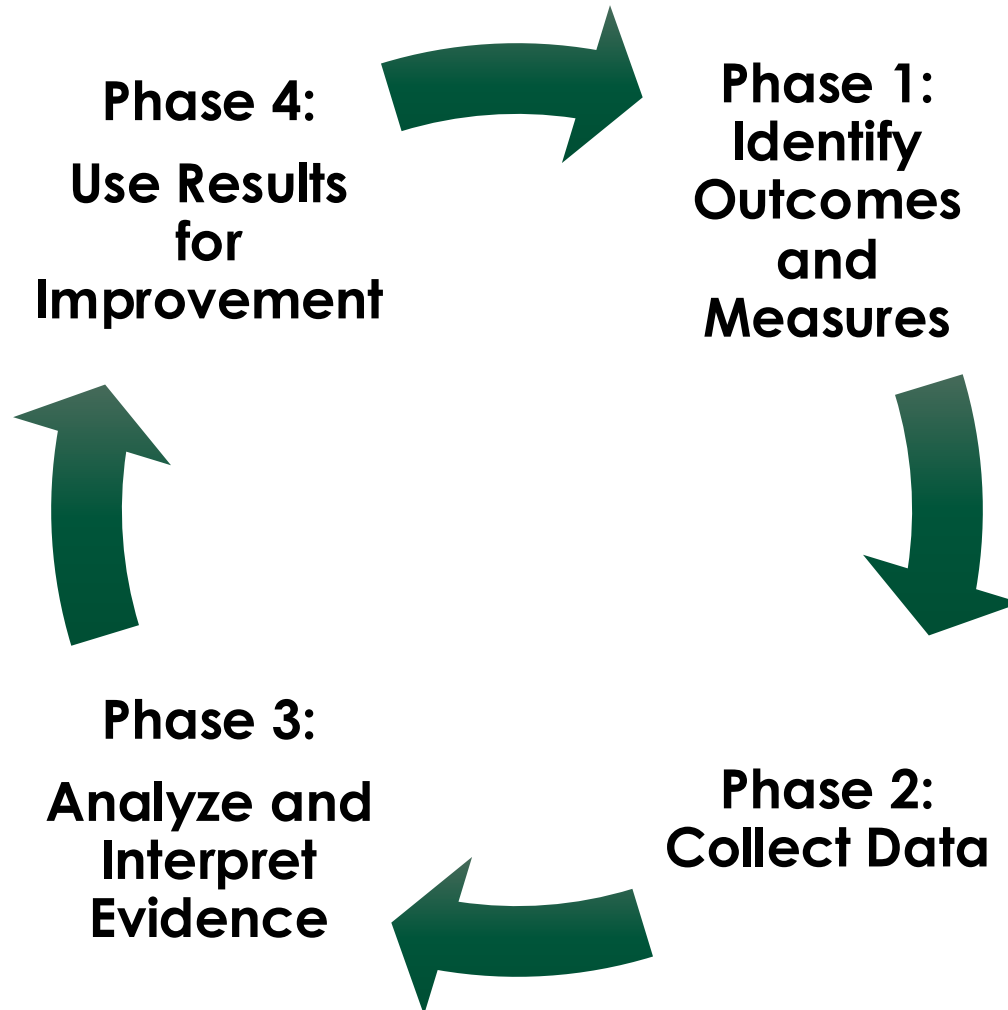 Phase 4:
Use Results
for
Improvement
Phase 1:
Identify
Outcomes
and
Measures
Phase 3:
Analyze and
Interpret
Evidence
Phase 2:
Collect Data